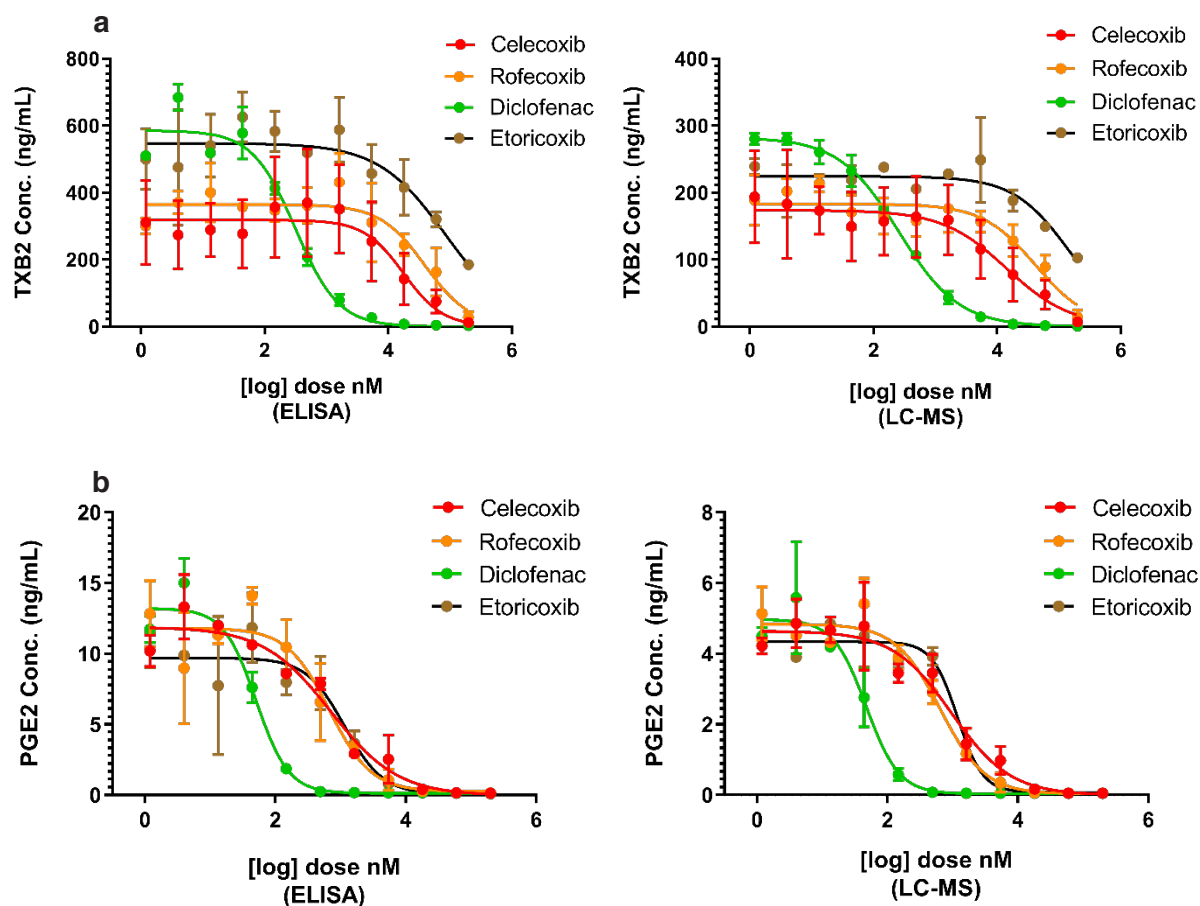 a
Celecoxib
Rofecoxib
Diclofenac
Etoricoxib
800
600
400
200
0
TXB2 Conc. (ng/mL)
0 2 4 6
[log] dose nM
(ELISA)
Celecoxib
Rofecoxib
Diclofenac
Etoricoxib
400
300
200
100
0
TXB2 Conc. (ng/mL)
0 2 4 6
[log] dose nM
(LC-MS)
b
Celecoxib
Rofecoxib
Diclofenac
Etoricoxib
20
15
10
5
0
PGE2 Conc. (ng/mL)
0 2 4 6
[log] dose nM
(ELISA)
Celecoxib
Rofecoxib
Diclofenac
Etoricoxib
8
6
4
2
0
PGE2 Conc. (ng/mL)
0 2 4 6
[log] dose nM
(LC-MS)